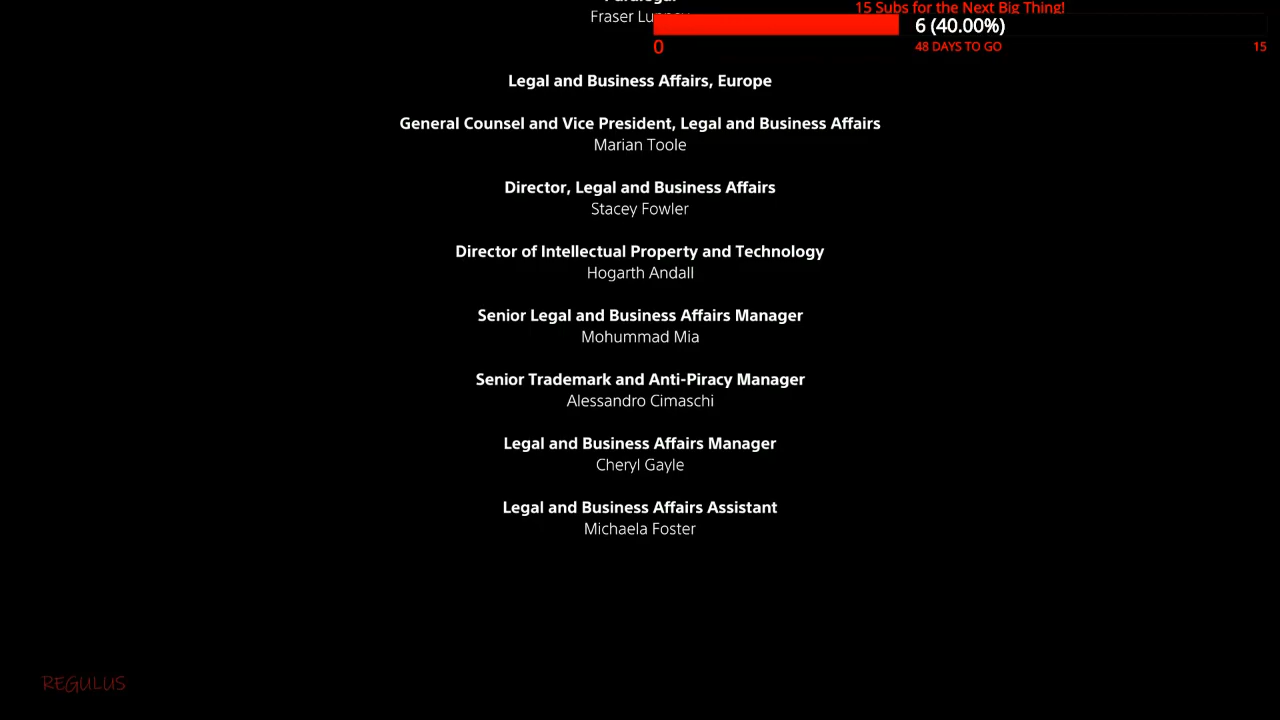 Fraser
15 Subs for the Next Big Thing!
6 (40.00%)
0
48 DAYS TO GO
15
Legal and Business Affairs, Europe
General Counsel and Vice President, Legal and Business Affairs
Marian Toole
Director, Legal and Business Affairs
Stacey Fowler
Director of Intellectual Property and Technology
Hogarth Andall
Senior Legal and Business Affairs Manager
Mohummad Mia
Senior Trademark and Anti-Piracy Manager
Alessandro Cimaschi
Legal and Business Affairs Manager
Cheryl Gayle
Legal and Business Affairs Assistant
Michaela Foster
REGULUS